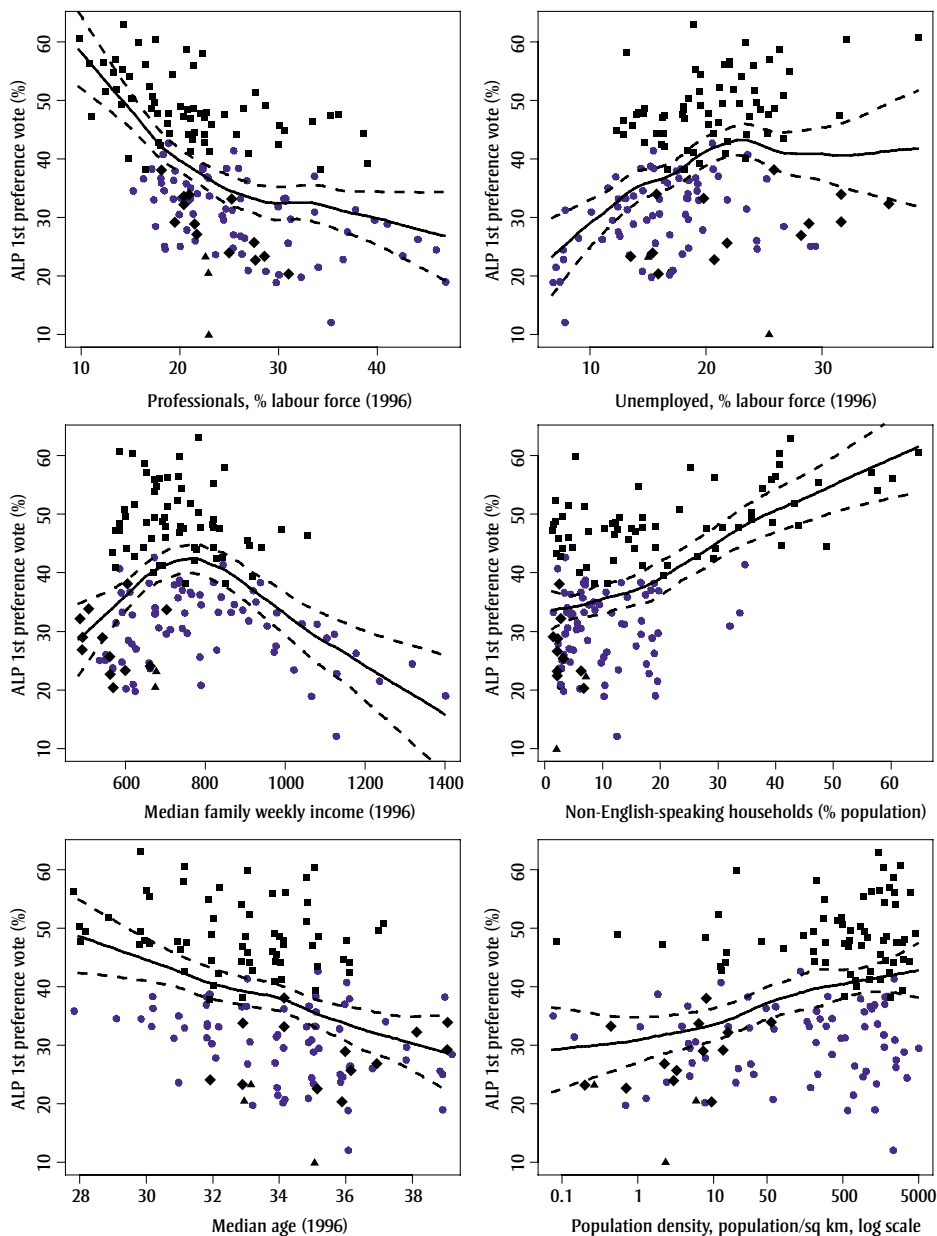 ALP 1st preference vote (%)
60
50
40
30
20
10
10 20 30 40
Professionals, % labour force (1996)
ALP 1st preference vote (%)
60
50
40
30
20
10
10 20 30
Unemployed, % labour force (1996)
ALP 1st preference vote (%)
60
50
40
30
20
10
600 800 1000 1200 1400
Median family weekly income (1996)
ALP 1st preference vote (%)
60
50
40
30
20
10
0 10 20 30 40 50 60
Non-English-speaking households (% population)
ALP 1st preference vote (%)
60
50
40
30
20
10
28 30 32 34 36 38
Median age (1996)
ALP 1st preference vote (%)
60
50
40
30
20
10
0.1 1 10 50 500 5000
Population density, population/sq km, log scale